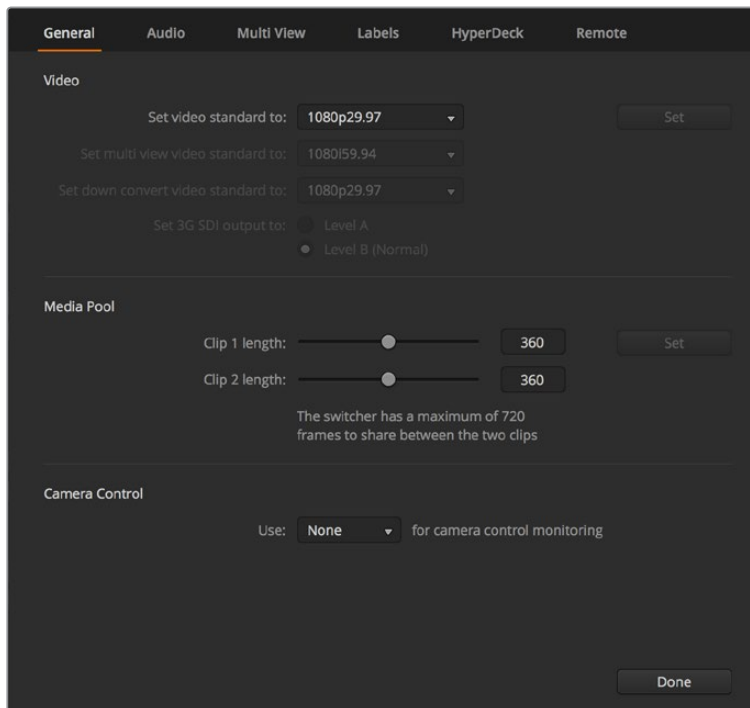 General Audio Multi View Labels HyperDeck Remote
Video
Set video standard to: 1080p29.97 Set
Set multi view video standard to: 1080i59.94
Set down convert video standard to: 1080p29.97
Set 3G SDI output to: Level A
Level B (Normal)
Media Pool
Clip 1 length: 360 Set
Clip 2 length: 360
The switcher has a maximum of 720
frames to share between the two clips
Camera Control
Use: None for camera control monitoring
Done